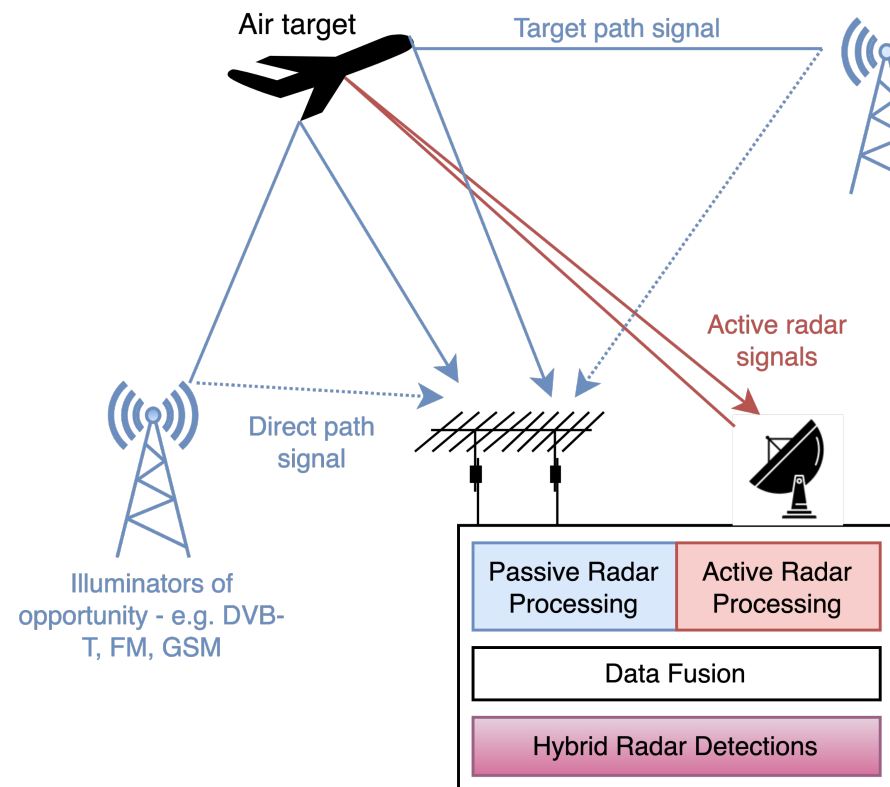 Air target
Target path signal
Active radar
signals
Direct path
signal
Illuminators of
opportunity - e.g. DVB-
T, FM, GSM
Passive Radar
Processing
Active Radar
Processing
Data Fusion
Hybrid Radar Detections